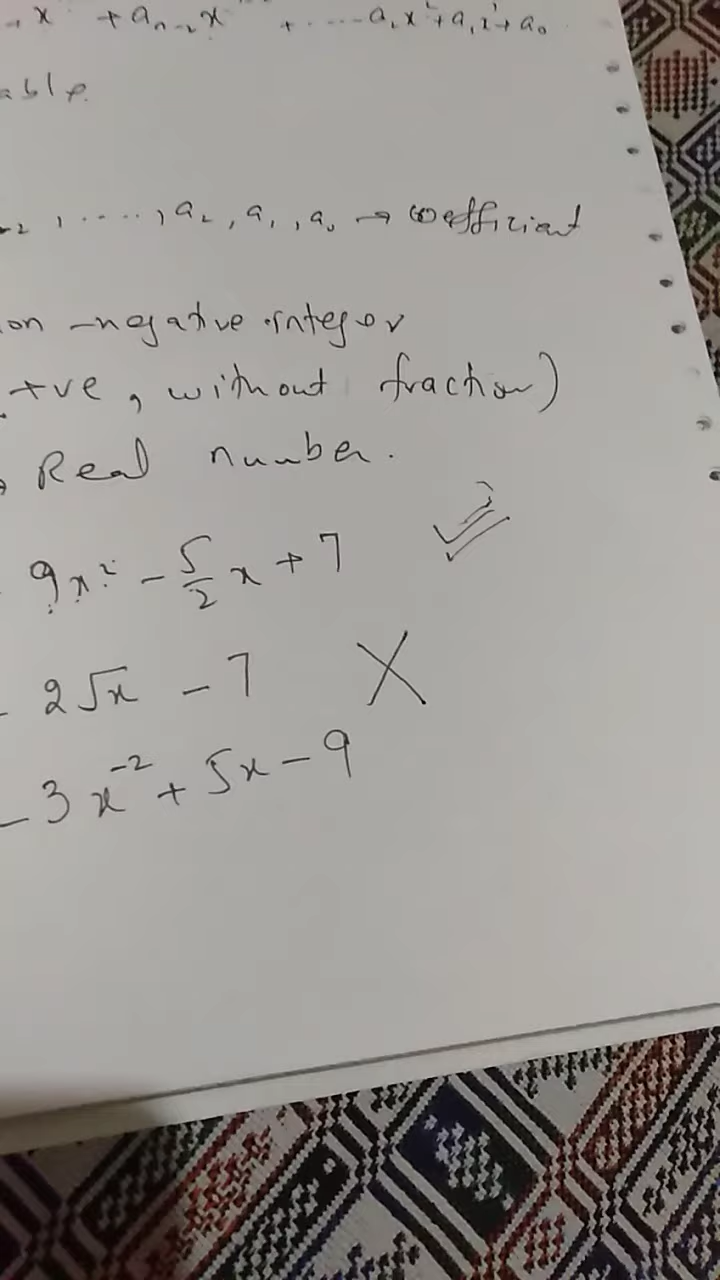 x + aₙ₋₂x + ..... a₂x² + a₁x¹ + a₀
able.
-2, ....., a₂, a₁, a₀ → coefficient
on -negative integer
+ve, without fraction)
Real number.
9x² - 5/2 x + 7
- 2√x - 7
- 3x⁻² + 5x - 9